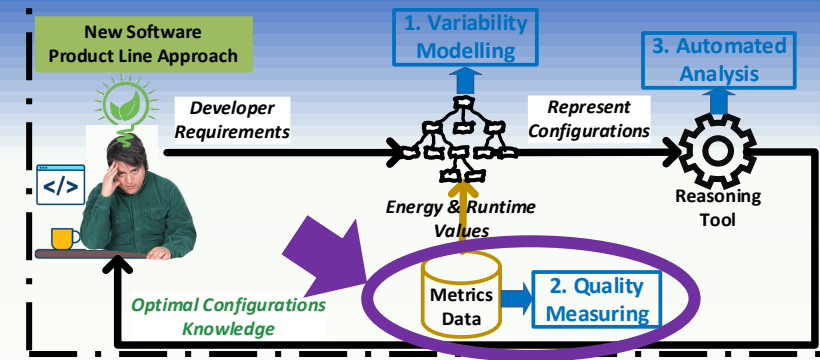 New Software
Product Line Approach
1. Variability
Modelling
3. Automated
Analysis
Developer
Requirements
Represent
Configurations
</>
Reasoning
Tool
Energy & Runtime
Values
Metrics
Data
2. Quality
Measuring
Optimal Configurations
Knowledge